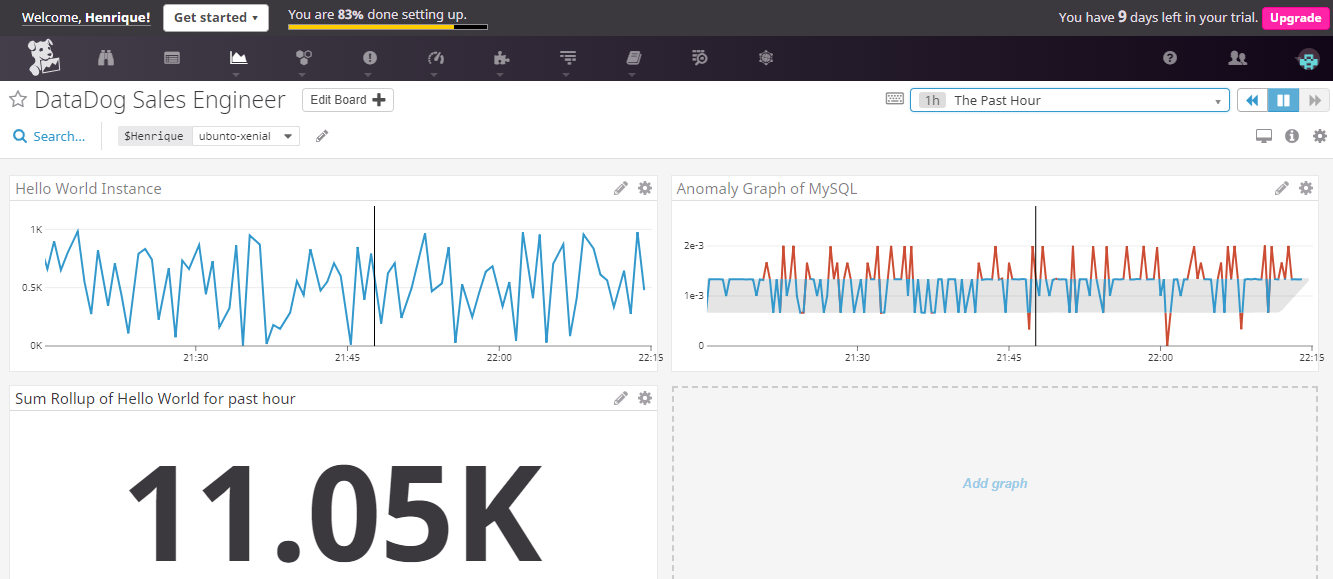 Welcome, Henrique! Get started You are 83% done setting up. You have 9 days left in your trial. Upgrade
DataDog Sales Engineer Edit Board 1h The Past Hour
Search... $Henrique ubunto-xenial
Hello World Instance
1K
0.5K
0K
21:30 21:45 22:00 22:15
Anomaly Graph of MySQL
2e-3
1e-3
0
21:30 21:45 22:00 22:15
Sum Rollup of Hello World for past hour
11.05K
Add graph